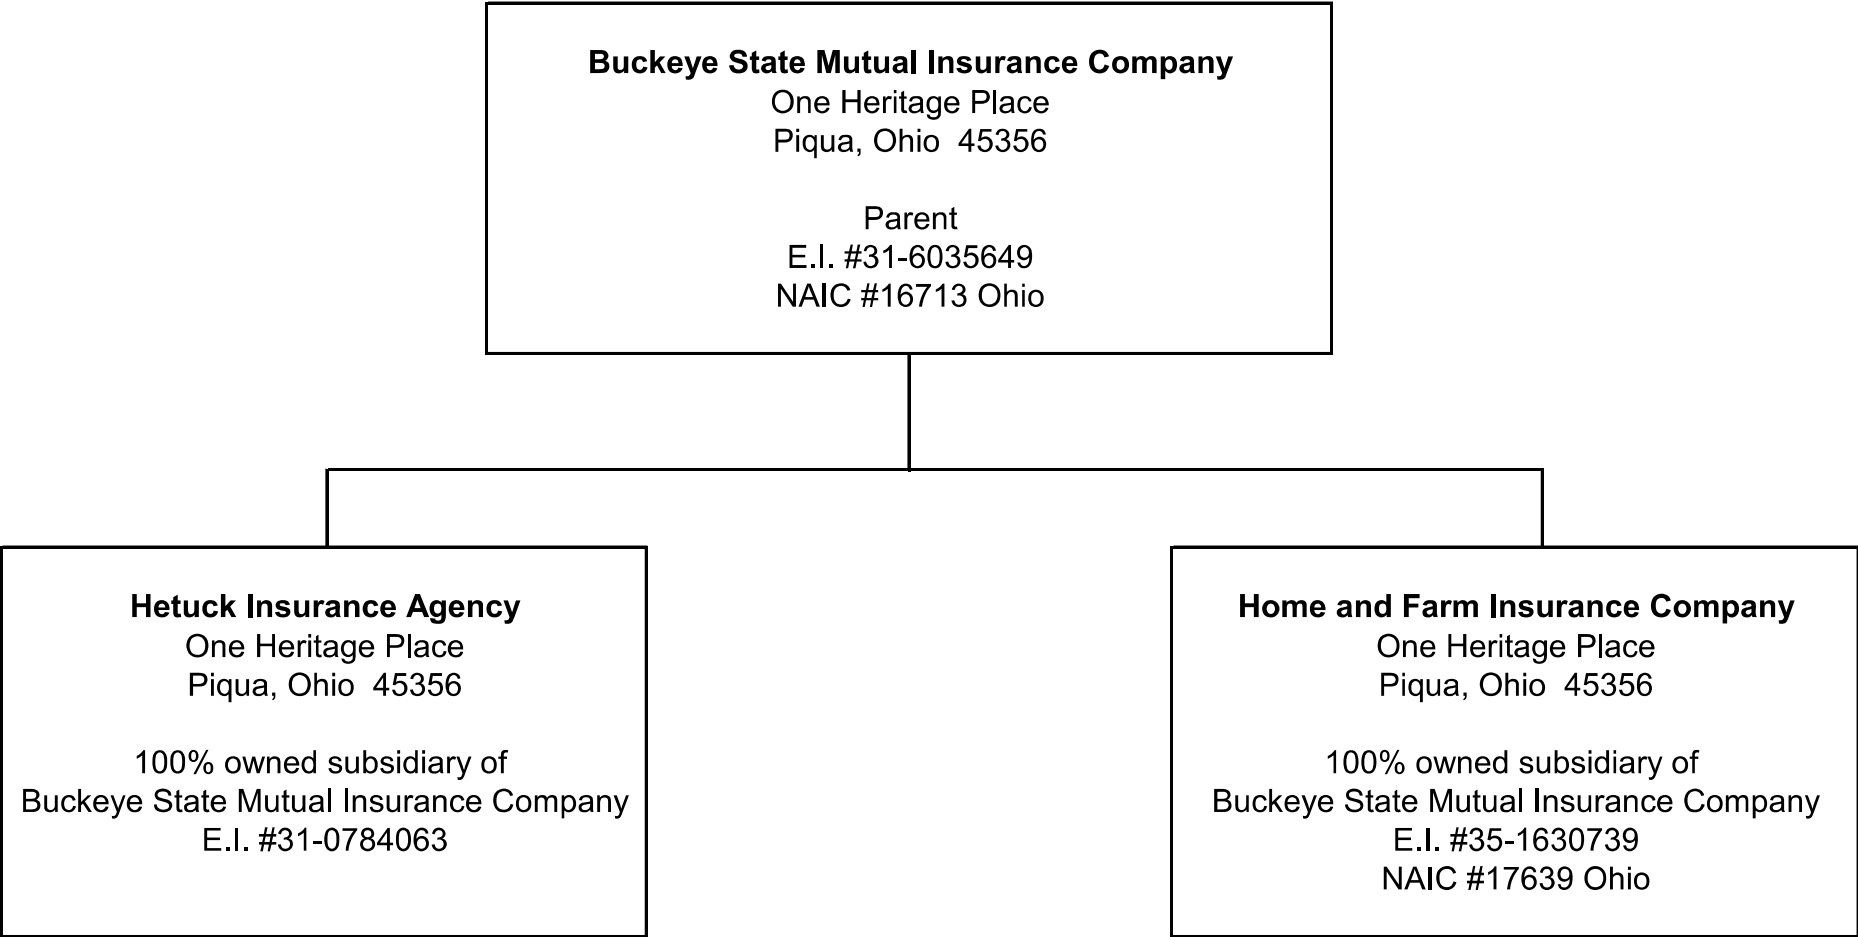 Buckeye State Mutual Insurance Company
One Heritage Place
Piqua, Ohio  45356
Parent
E.I. #31-6035649
NAIC #16713 Ohio
Hetuck Insurance Agency
One Heritage Place
Piqua, Ohio  45356
100% owned subsidiary of
Buckeye State Mutual Insurance Company
E.I. #31-0784063
Home and Farm Insurance Company
One Heritage Place
Piqua, Ohio  45356
100% owned subsidiary of
Buckeye State Mutual Insurance Company
E.I. #35-1630739
NAIC #17639 Ohio